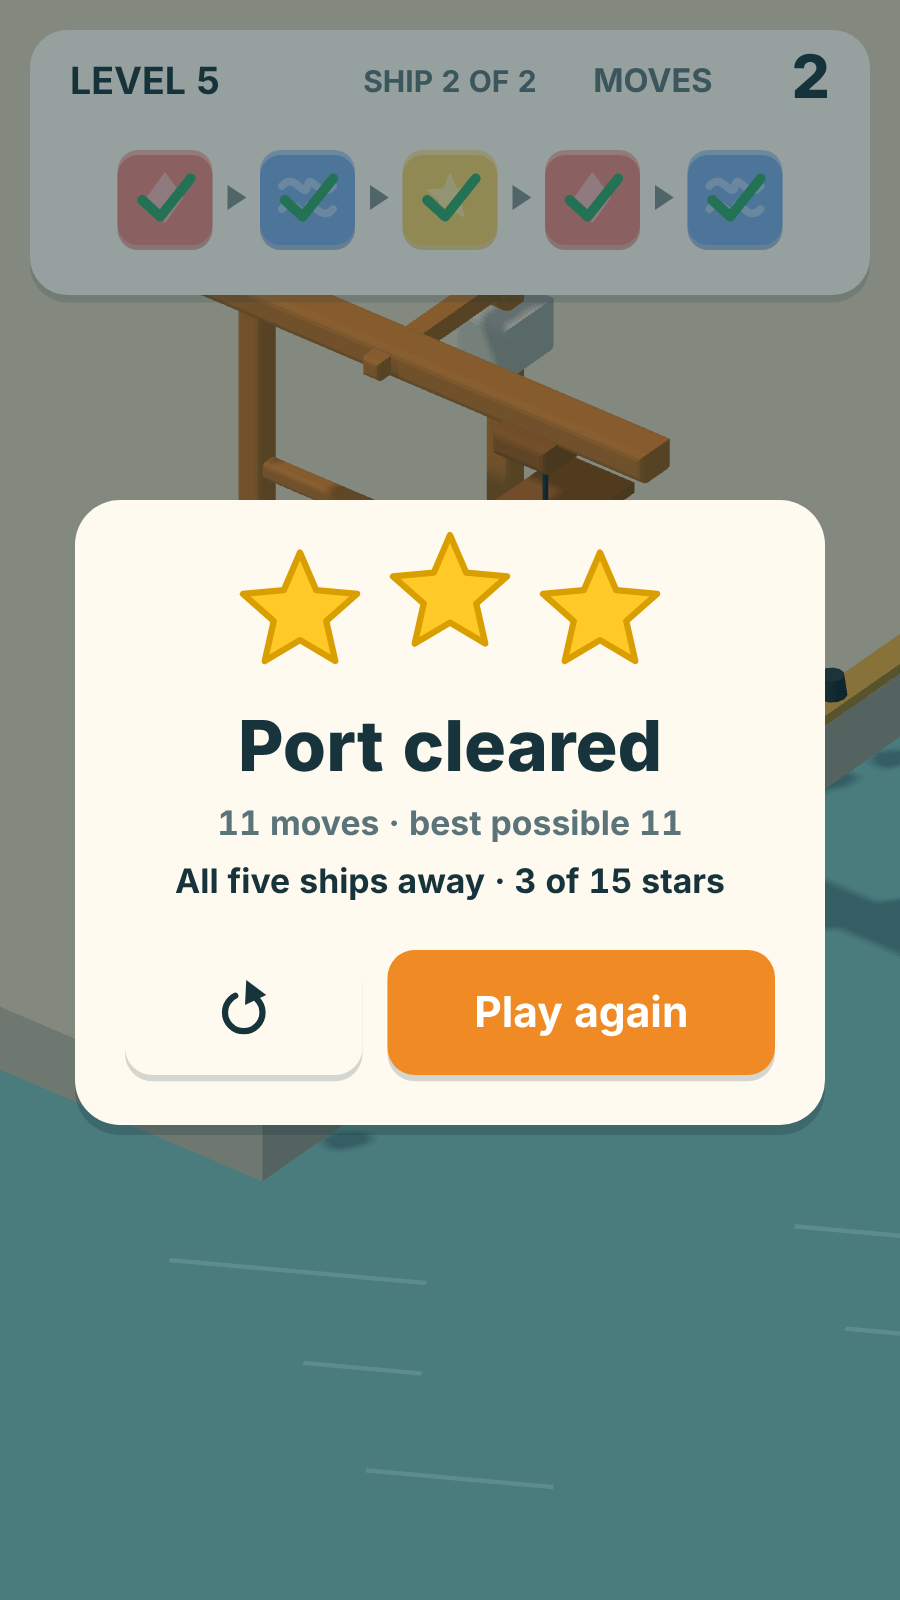 LEVEL 5 SHIP 2 OF 2 MOVES 2
Port cleared
11 moves · best possible 11
All five ships away · 3 of 15 stars
Play again